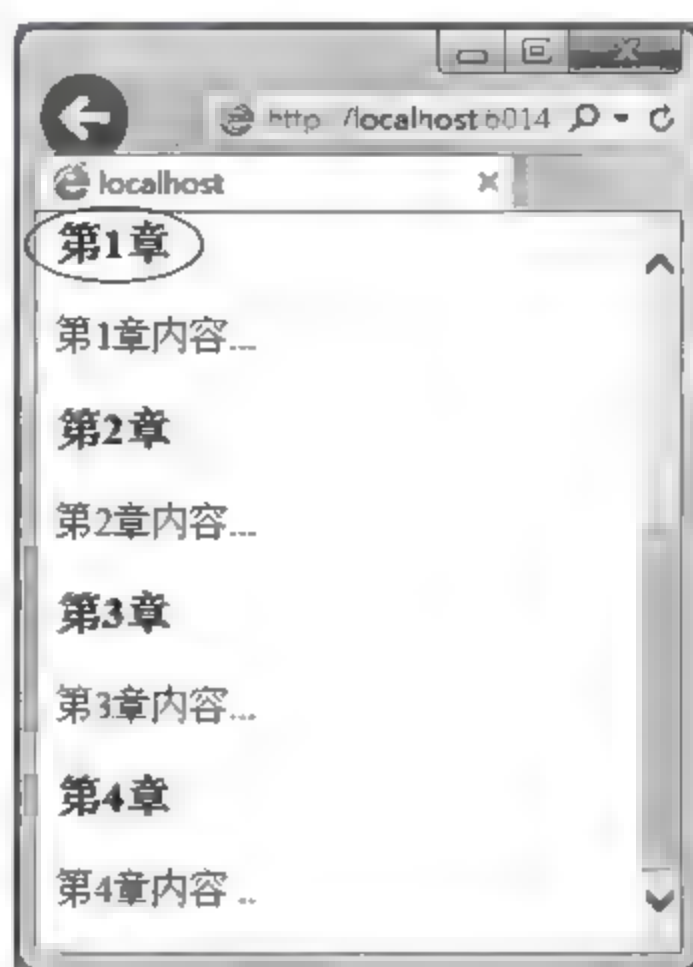 http //localhost 6014
localhost
第1章
第1章内容...
第2章
第2章内容...
第3章
第3章内容...
第4章
第4章内容 ..